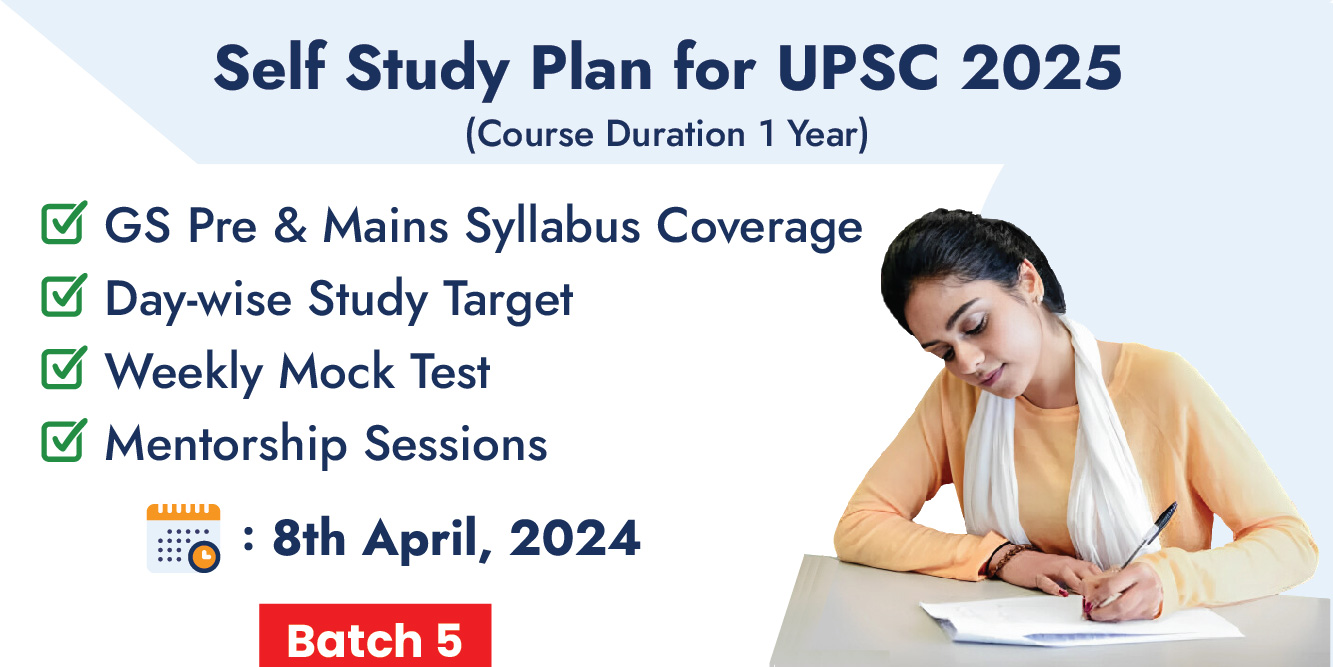 Self Study Plan for UPSC 2025
(Course Duration 1 Year)
GS Pre & Mains Syllabus Coverage
Day-wise Study Target
Weekly Mock Test
Mentorship Sessions
: 8th April, 2024
Batch 5